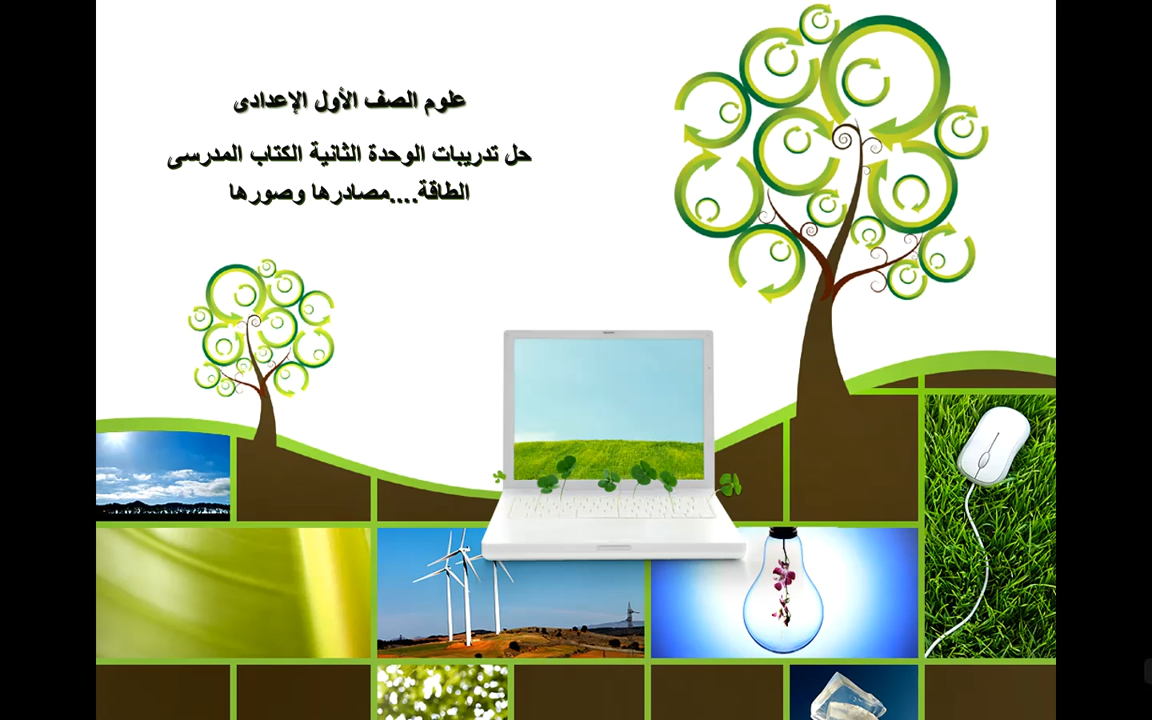 علوم الصف الأول الإعدادى
حل تدريبات الوحدة الثانية الكتاب المدرسى
الطاقة....مصادرها وصورها